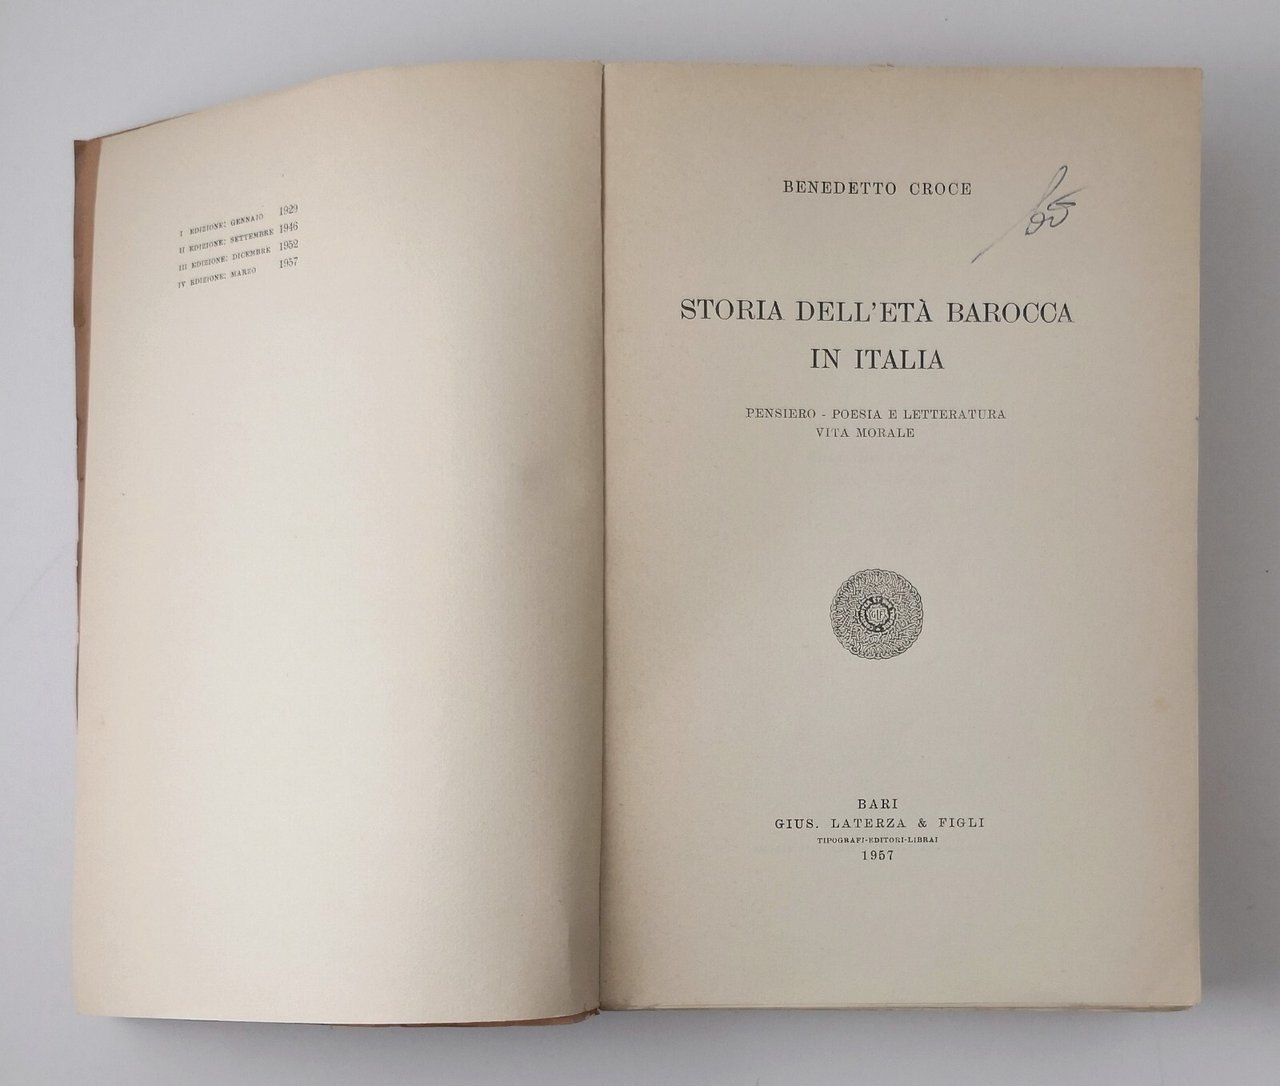 I EDIZIONE: GENNAIO 1929
II EDIZIONE: SETTEMBRE 1946
III EDIZIONE: DICEMBRE 1952
IV EDIZIONE: MARZO 1957
BENEDETTO CROCE
STORIA DELL'ETÀ BAROCCA
IN ITALIA
PENSIERO - POESIA E LETTERATURA
VITA MORALE
BARI
GIUS. LATERZA & FIGLI
TIPOGRAFI-EDITORI-LIBRAI
1957